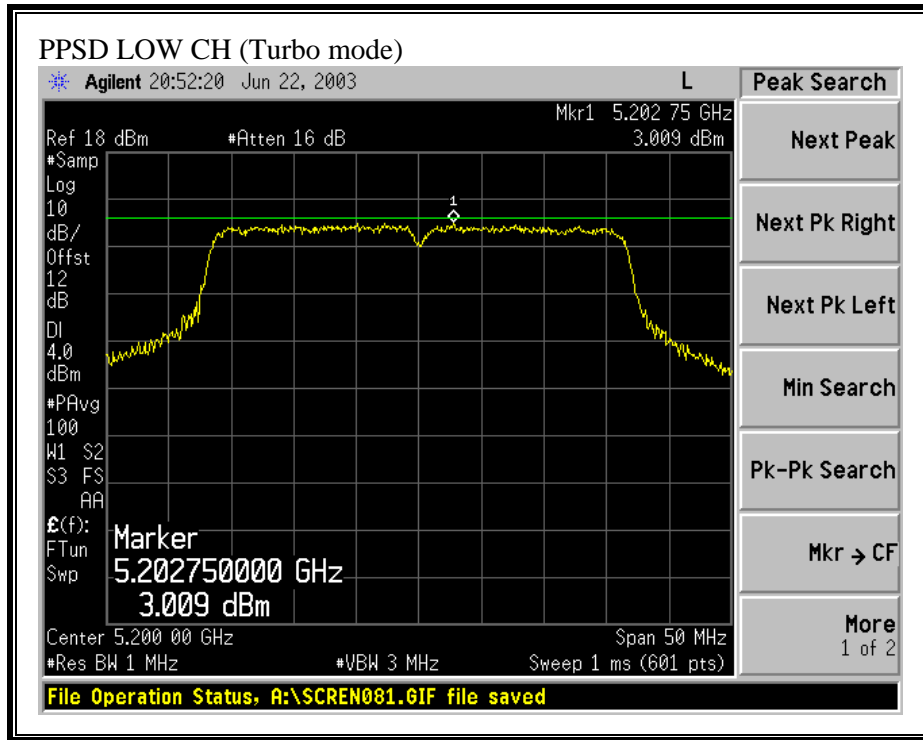 PPSD LOW CH (Turbo mode)
Agilent 20:52:20 Jun 22, 2003 L
Peak Search
Mkr1 5.202 75 GHz
Ref 18 dBm #Atten 16 dB 3.009 dBm
#Samp
Log
10
dB/
Offst
12
dB
DI
4.0
dBm
#PAvg
100
W1 S2
S3 FS
AA
£(f):
FTun
Swp
1
Marker
5.202750000 GHz
3.009 dBm
Center 5.200 00 GHz Span 50 MHz
#Res BW 1 MHz #VBW 3 MHz Sweep 1 ms (601 pts)
Next Peak
Next Pk Right
Next Pk Left
Min Search
Pk-Pk Search
Mkr → CF
More
1 of 2
File Operation Status, A:\SCREN081.GIF file saved